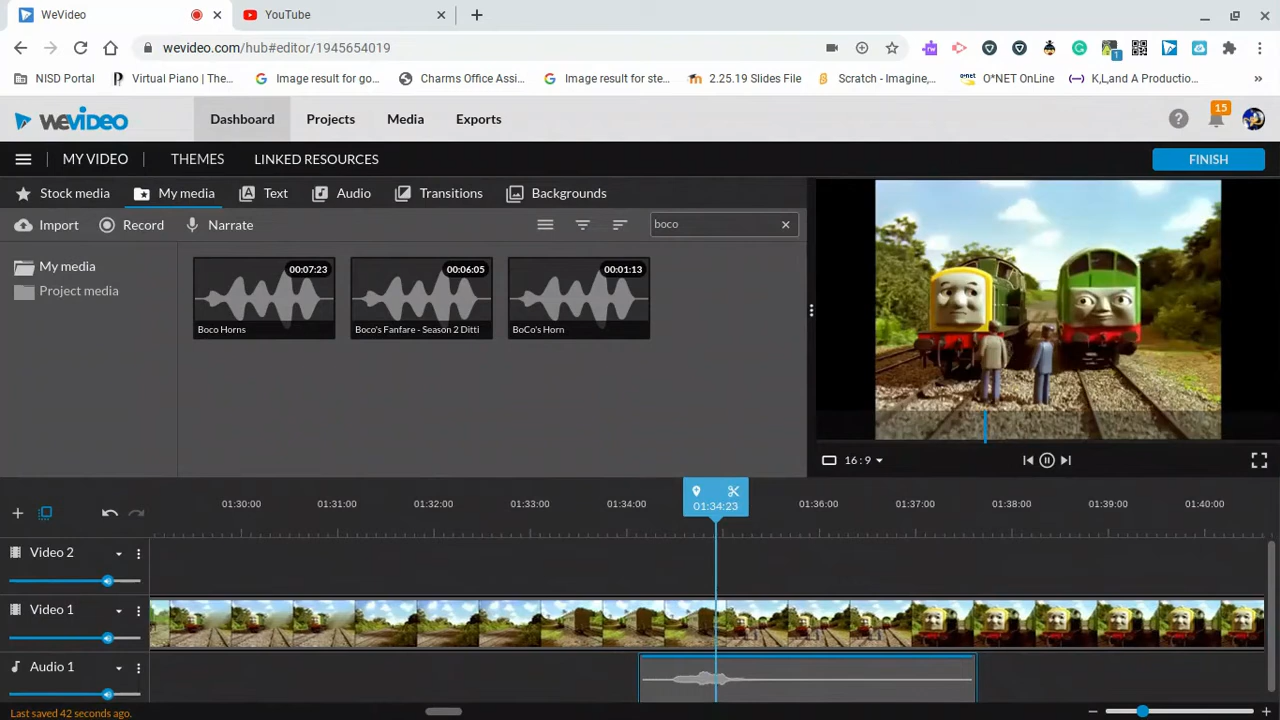 WeVideo
YouTube
wevideo.com/hub#editor/1945654019
1
NISD Portal
Virtual Piano | The...
Image result for go...
Charms Office Assi...
Image result for ste...
2.25.19 Slides File
Scratch - Imagine,...
O*NET OnLine
K,L,and A Productio...
»
WEVIDEO
Dashboard
Projects
Media
Exports
15
MY VIDEO
THEMES
LINKED RESOURCES
FINISH
Stock media
My media
Text
Audio
Transitions
Backgrounds
Import
Record
Narrate
boco
My media
Project media
00:07:23
Boco Horns
00:06:05
Boco's Fanfare - Season 2 Ditti
00:01:13
BoCo's Horn
16:9
01:30:00
01:31:00
01:32:00
01:33:00
01:34:00
01:34:23
01:36:00
01:37:00
01:38:00
01:39:00
01:40:00
Video 2
Video 1
Audio 1
Last saved 42 seconds ago.